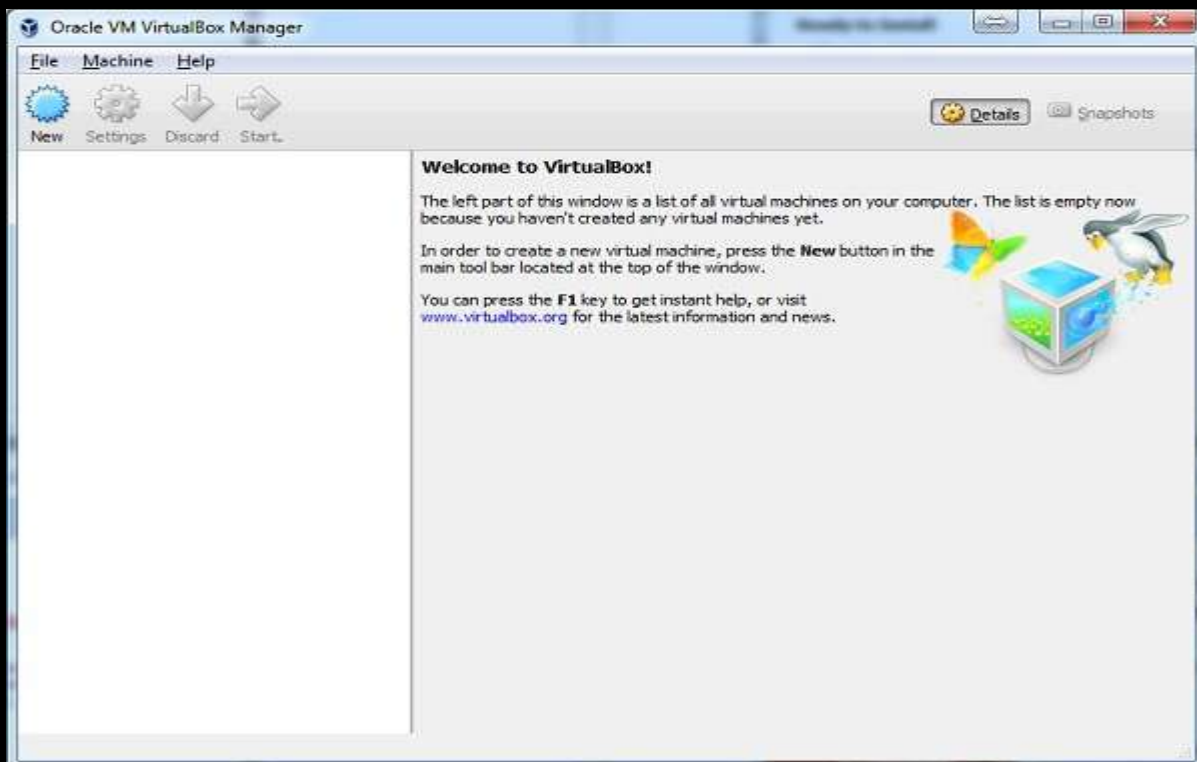 Oracle VM VirtualBox Manager
File Machine Help
New Settings Discard Start
Details Snapshots
Welcome to VirtualBox!
The left part of this window is a list of all virtual machines on your computer. The list is empty now
because you haven't created any virtual machines yet.
In order to create a new virtual machine, press the New button in the
main tool bar located at the top of the window.
You can press the F1 key to get instant help, or visit
www.virtualbox.org for the latest information and news.